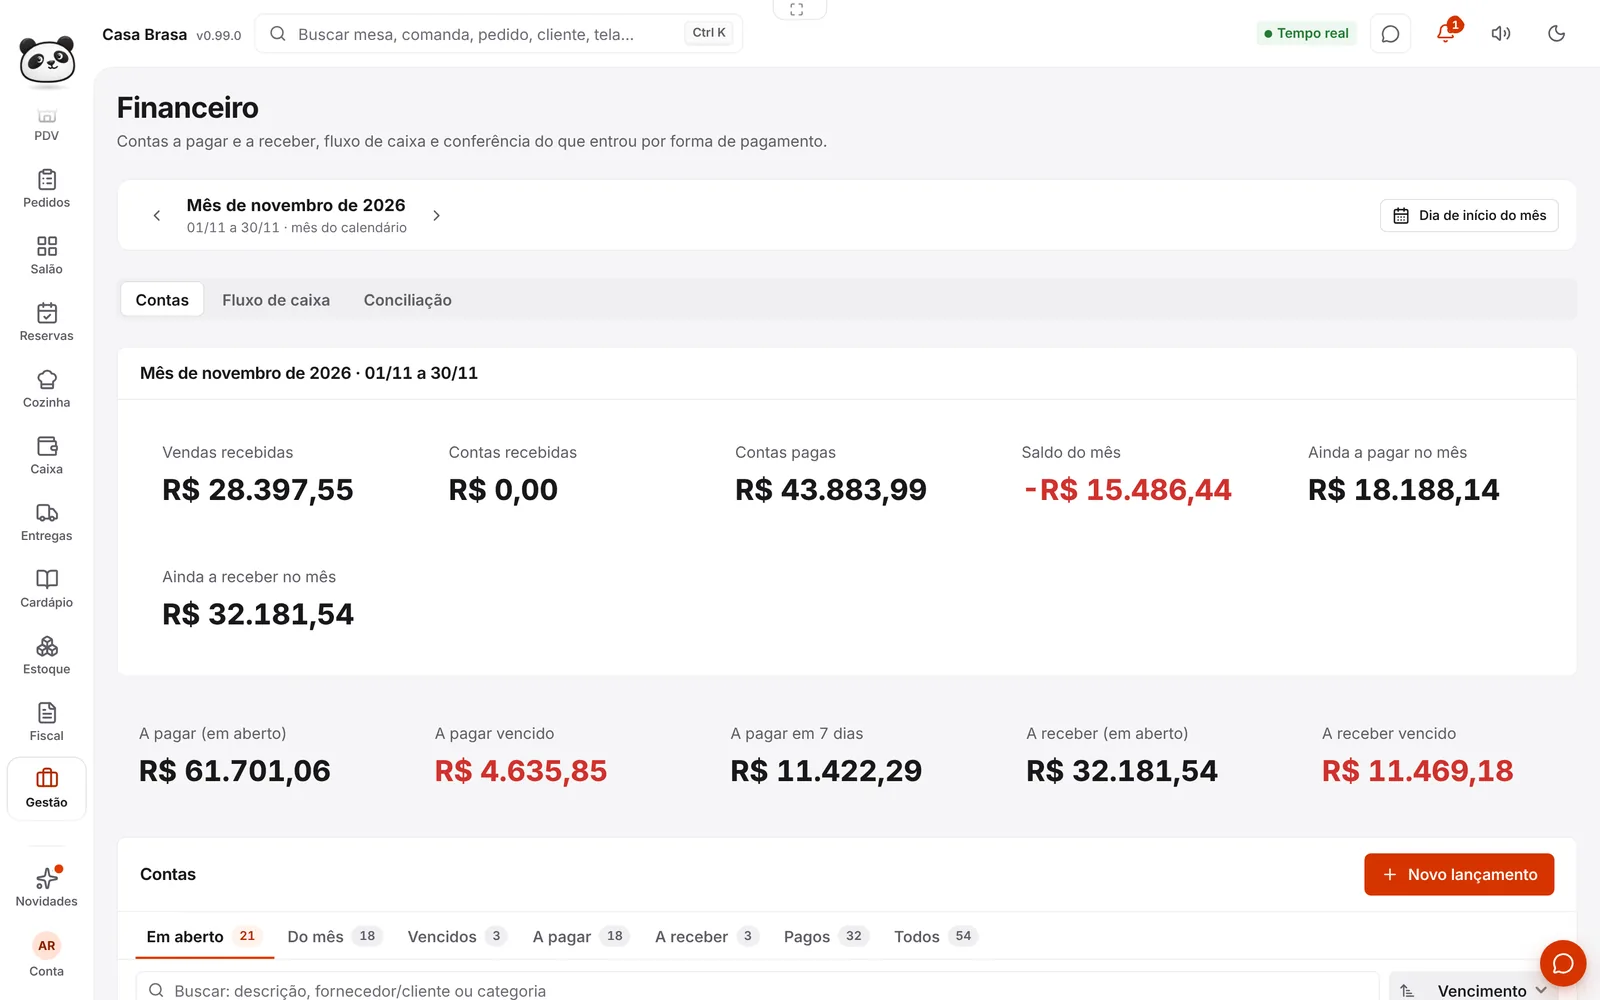 Casa Brasa v0.99.0
Buscar mesa, comanda, pedido, cliente, tela...
Ctrl K
Tempo real
1
PDV
Pedidos
Salão
Reservas
Cozinha
Caixa
Entregas
Cardápio
Estoque
Fiscal
Gestão
Novidades
AR
Conta
Financeiro
Contas a pagar e a receber, fluxo de caixa e conferência do que entrou por forma de pagamento.
Mês de novembro de 2026
01/11 a 30/11 · mês do calendário
Dia de início do mês
Contas Fluxo de caixa Conciliação
Mês de novembro de 2026 · 01/11 a 30/11
Vendas recebidas
R$ 28.397,55
Contas recebidas
R$ 0,00
Contas pagas
R$ 43.883,99
Saldo do mês
-R$ 15.486,44
Ainda a pagar no mês
R$ 18.188,14
Ainda a receber no mês
R$ 32.181,54
A pagar (em aberto)
R$ 61.701,06
A pagar vencido
R$ 4.635,85
A pagar em 7 dias
R$ 11.422,29
A receber (em aberto)
R$ 32.181,54
A receber vencido
R$ 11.469,18
Contas
Novo lançamento
Em aberto 21 Do mês 18 Vencidos 3 A pagar 18 A receber 3 Pagos 32 Todos 54
Buscar: descrição, fornecedor/cliente ou categoria
Vencimento